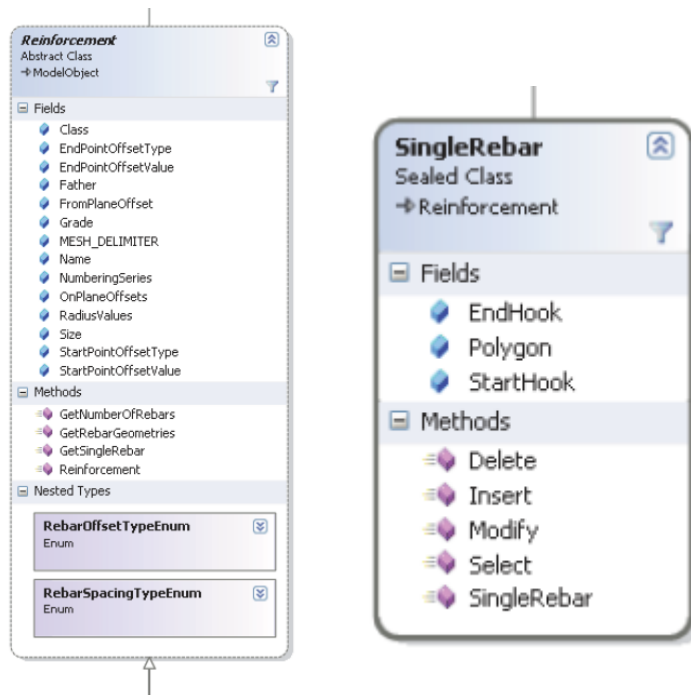 Reinforcement
Abstract Class
ModelObject
Fields
Class
EndPointOffsetType
EndPointOffsetValue
Father
FromPlaneOffset
Grade
MESH_DELIMITER
Name
NumberingSeries
OnPlaneOffsets
RadiusValues
Size
StartPointOffsetType
StartPointOffsetValue
Methods
GetNumberOfRebars
GetRebarGeometries
GetSingleRebar
Reinforcement
Nested Types
RebarOffsetTypeEnum
Enum
RebarSpacingTypeEnum
Enum
SingleRebar
Sealed Class
Reinforcement
Fields
EndHook
Polygon
StartHook
Methods
Delete
Insert
Modify
Select
SingleRebar